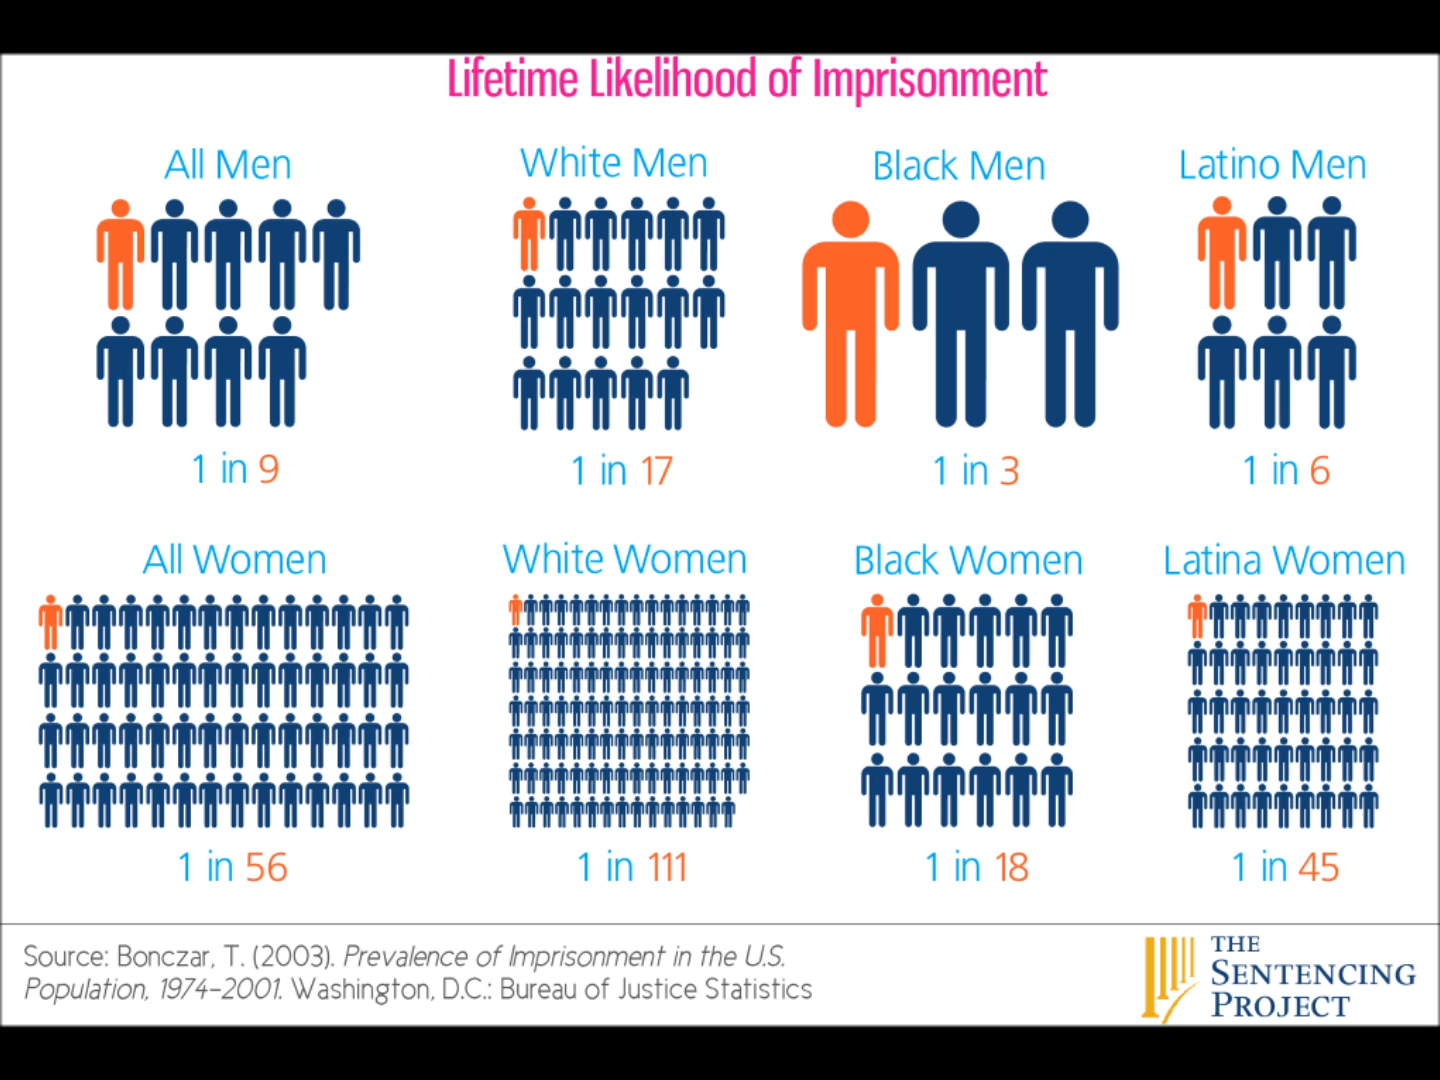 Lifetime Likelihood of Imprisonment
All Men
White Men
Black Men
Latino Men
1 in 9
1 in 17
1 in 3
1 in 6
All Women
White Women
Black Women
Latina Women
1 in 56
1 in 111
1 in 18
1 in 45
Source: Bonczar, T. (2003). Prevalence of Imprisonment in the U.S.
Population, 1974-2001. Washington, D.C.: Bureau of Justice Statistics
THE
SENTENCING
PROJECT